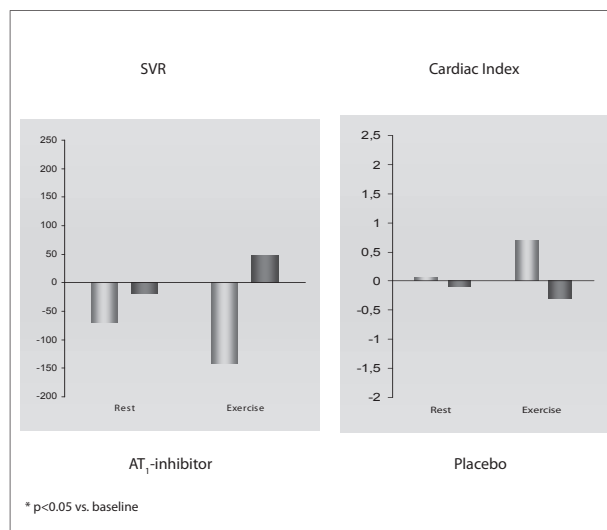 SVR
Cardiac Index
250
200
150
100
50
0
-50
-100
-150
-200
Rest
Exercise
2,5
2
1,5
1
0,5
0
-0,5
-1
-1,5
-2
Rest
Exercise
AT₁-inhibitor
Placebo
* p<0.05 vs. baseline